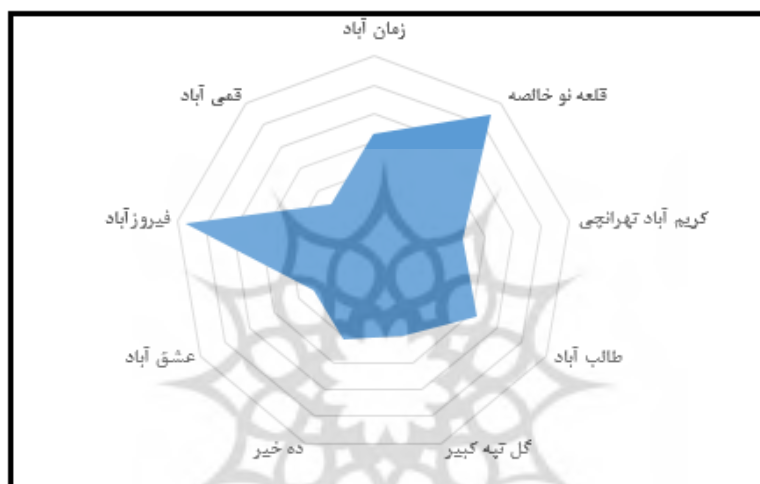 زمان آباد
قلعه نو خالصه
قمی آباد
کریم آباد تهرانچی
فیروزآباد
طالب آباد
عشق آباد
گل تپه کبیر
ده خیر